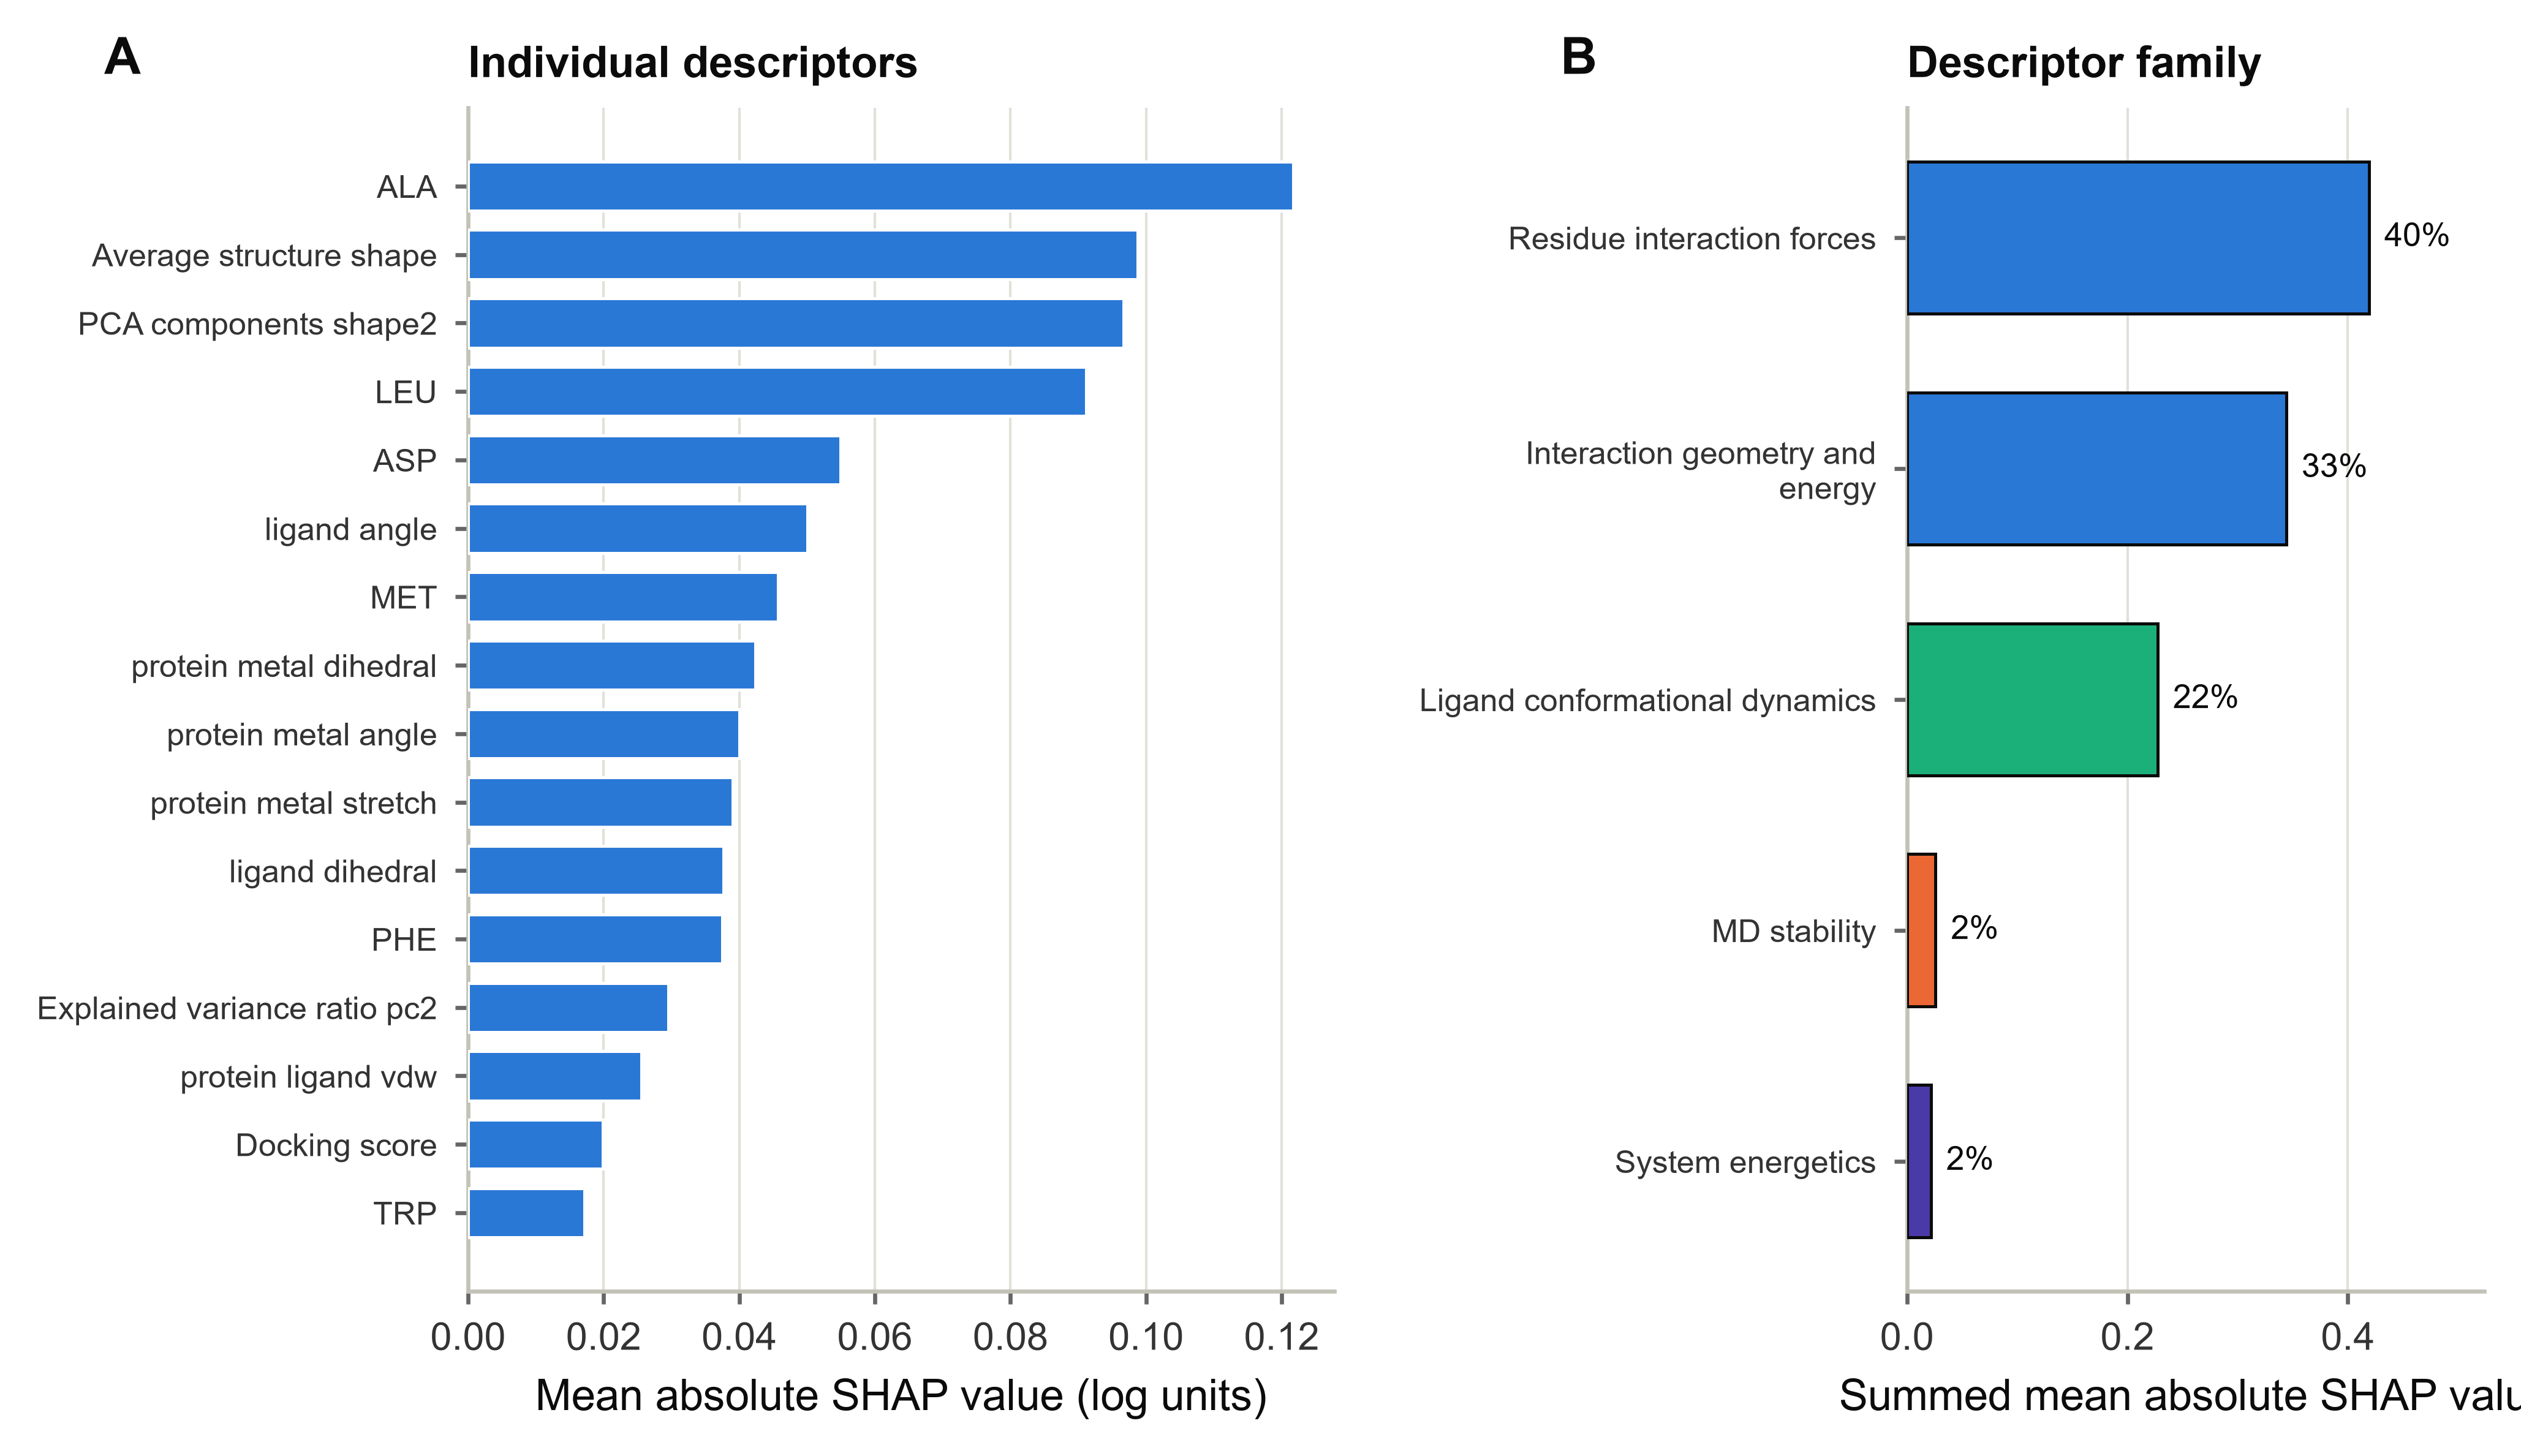 A
Individual descriptors
ALA
Average structure shape
PCA components shape2
LEU
ASP
ligand angle
MET
protein metal dihedral
protein metal angle
protein metal stretch
ligand dihedral
PHE
Explained variance ratio pc2
protein ligand vdw
Docking score
TRP
0.00 0.02 0.04 0.06 0.08 0.10 0.12
Mean absolute SHAP value (log units)
B
Descriptor family
Residue interaction forces
40%
Interaction geometry and
energy
33%
Ligand conformational dynamics
22%
MD stability
2%
System energetics
2%
0.0 0.2 0.4
Summed mean absolute SHAP valu